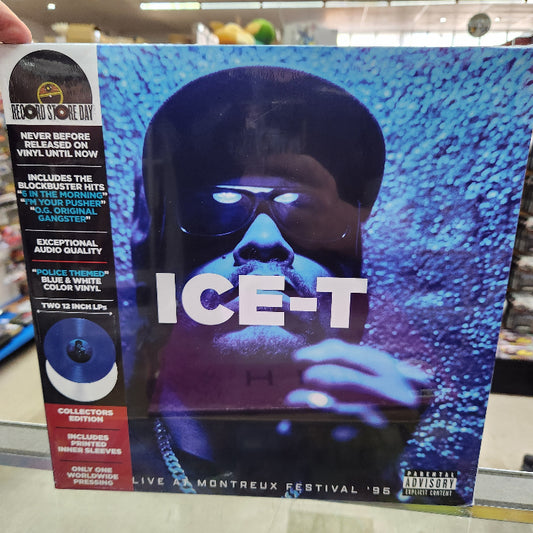 RECORD STORE DAY
NEVER BEFORE
RELEASED ON
VINYL UNTIL NOW
INCLUDES THE
BLOCKBUSTER HITS
"6 IN THE MORNING"
"I'M YOUR PUSHER"
"O.G. ORIGINAL
GANGSTER"
EXCEPTIONAL
AUDIO QUALITY
"POLICE THEMED"
BLUE & WHITE
COLOR VINYL
TWO 12 INCH LPs
COLLECTORS
EDITION
INCLUDES
PRINTED
INNER SLEEVES
ONLY ONE
WORLDWIDE
PRESSING
ICE-T
LIVE AT MONTREUX FESTIVAL '95
PARENTAL
ADVISORY
EXPLICIT CONTENT